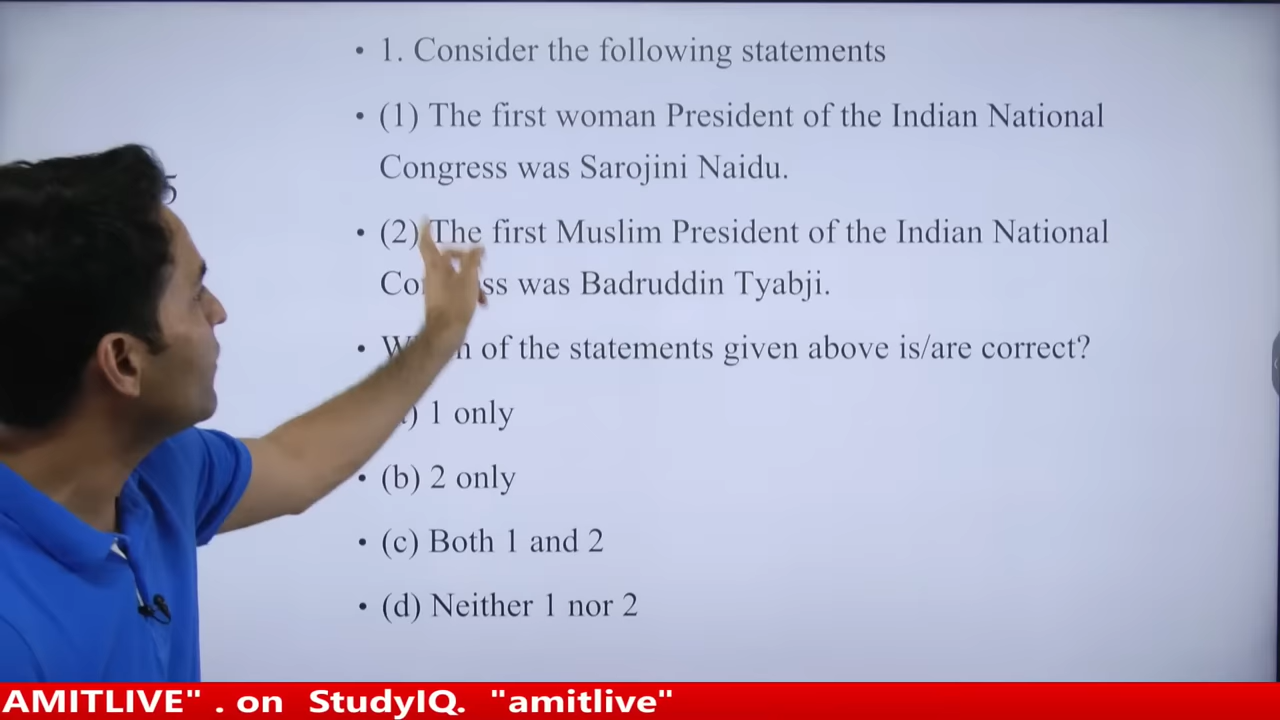 • 1. Consider the following statements
• (1) The first woman President of the Indian National
Congress was Sarojini Naidu.
5
• (2) The first Muslim President of the Indian National
was Badruddin Tyabji.
• of the statements given above is/are correct?
) 1 only
• (b) 2 only
• (c) Both 1 and 2
• (d) Neither 1 nor 2
AMITLIVE" . on StudyIQ. "amitlive"